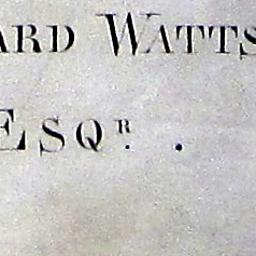 ARD WATTS
ESQR. .